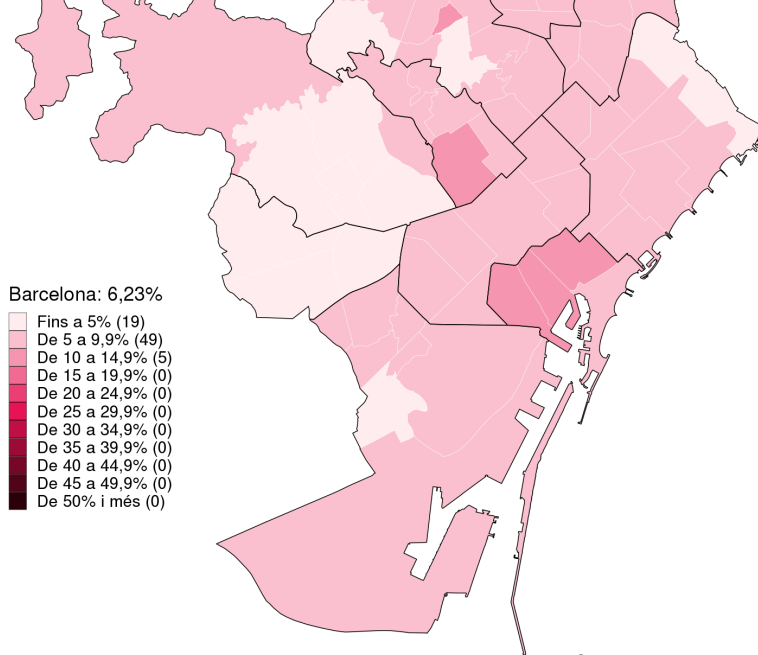 Barcelona: 6,23%
Fins a 5% (19)
De 5 a 9,9% (49)
De 10 a 14,9% (5)
De 15 a 19,9% (0)
De 20 a 24,9% (0)
De 25 a 29,9% (0)
De 30 a 34,9% (0)
De 35 a 39,9% (0)
De 40 a 44,9% (0)
De 45 a 49,9% (0)
De 50% i més (0)